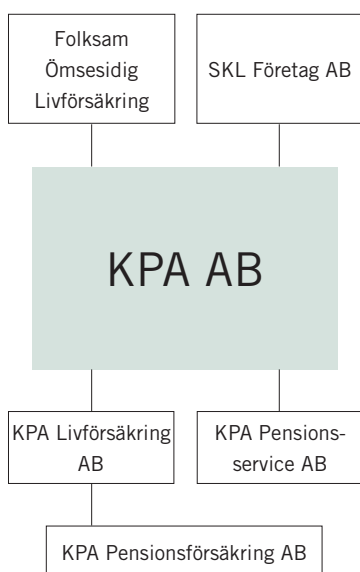 Folksam
Ömsesidig
Livförsäkring
SKL Företag AB
KPA AB
KPA Livförsäkring
AB
KPA Pensions-
service AB
KPA Pensionsförsäkring AB